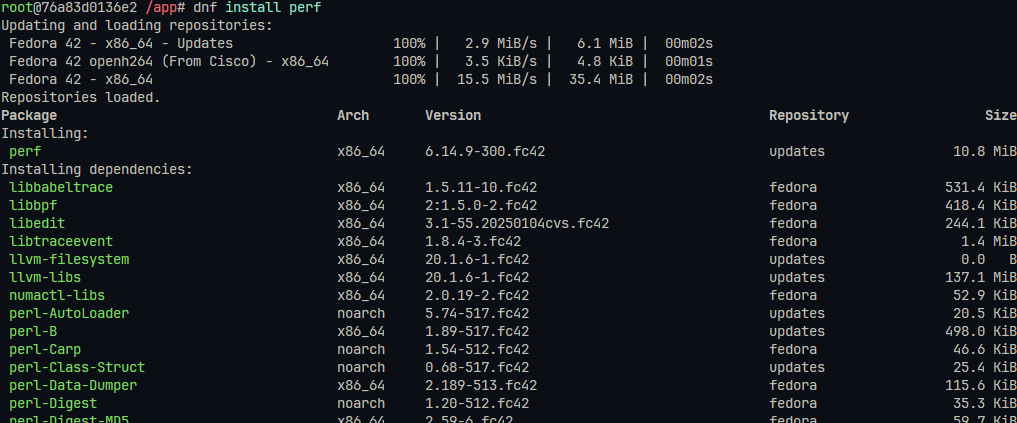 root@76a83d0136e2 /app# dnf install perf
Updating and loading repositories:
Fedora 42 - x86_64 - Updates 100% | 2.9 MiB/s | 6.1 MiB | 00m02s
Fedora 42 openh264 (From Cisco) - x86_64 100% | 3.5 KiB/s | 4.8 KiB | 00m01s
Fedora 42 - x86_64 100% | 15.5 MiB/s | 35.4 MiB | 00m02s
Repositories loaded.
Package Arch Version Repository Size
Installing:
perf x86_64 6.14.9-300.fc42 updates 10.8 MiB
Installing dependencies:
libbabeltrace x86_64 1.5.11-10.fc42 fedora 531.4 KiB
libbpf x86_64 2:1.5.0-2.fc42 fedora 418.4 KiB
libedit x86_64 3.1-55.20250104cvs.fc42 fedora 244.1 KiB
libtraceevent x86_64 1.8.4-3.fc42 fedora 1.4 MiB
llvm-filesystem x86_64 20.1.6-1.fc42 updates 0.0 B
llvm-libs x86_64 20.1.6-1.fc42 updates 137.1 MiB
numactl-libs x86_64 2.0.19-2.fc42 fedora 52.9 KiB
perl-AutoLoader noarch 5.74-517.fc42 updates 20.5 KiB
perl-B x86_64 1.89-517.fc42 updates 498.0 KiB
perl-Carp noarch 1.54-512.fc42 fedora 46.6 KiB
perl-Class-Struct noarch 0.68-517.fc42 updates 25.4 KiB
perl-Data-Dumper x86_64 2.189-513.fc42 fedora 115.6 KiB
perl-Digest noarch 1.20-512.fc42 fedora 35.3 KiB
perl-Digest-MD5 x86_64 2.59-6.fc42 fedora 59.7 KiB